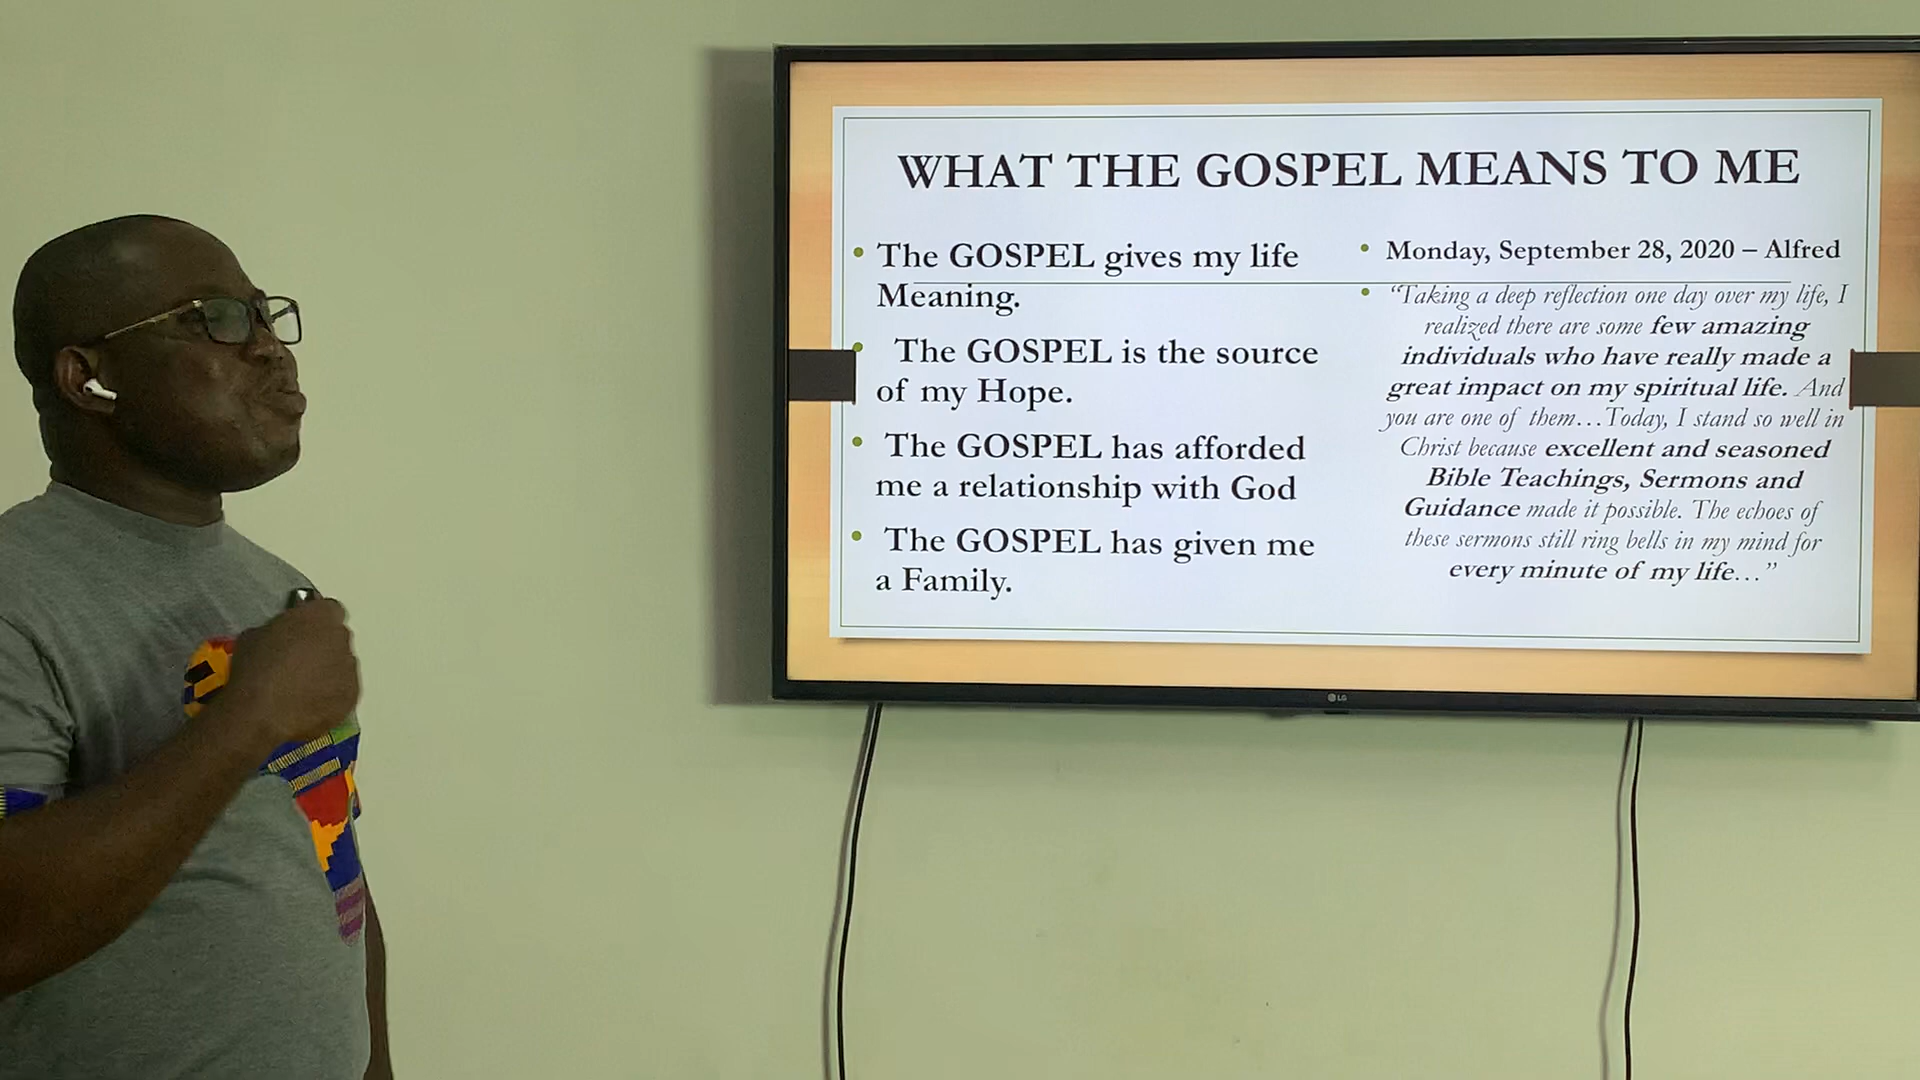 WHAT THE GOSPEL MEANS TO ME
• The GOSPEL gives my life
Meaning.
• The GOSPEL is the source
of my Hope.
• The GOSPEL has afforded
me a relationship with God
• The GOSPEL has given me
a Family.
• Monday, September 28, 2020 – Alfred
• “Taking a deep reflection one day over my life, I
realized there are some few amazing
individuals who have really made a
great impact on my spiritual life. And
you are one of them…Today, I stand so well in
Christ because excellent and seasoned
Bible Teachings, Sermons and
Guidance made it possible. The echoes of
these sermons still ring bells in my mind for
every minute of my life…”
LG